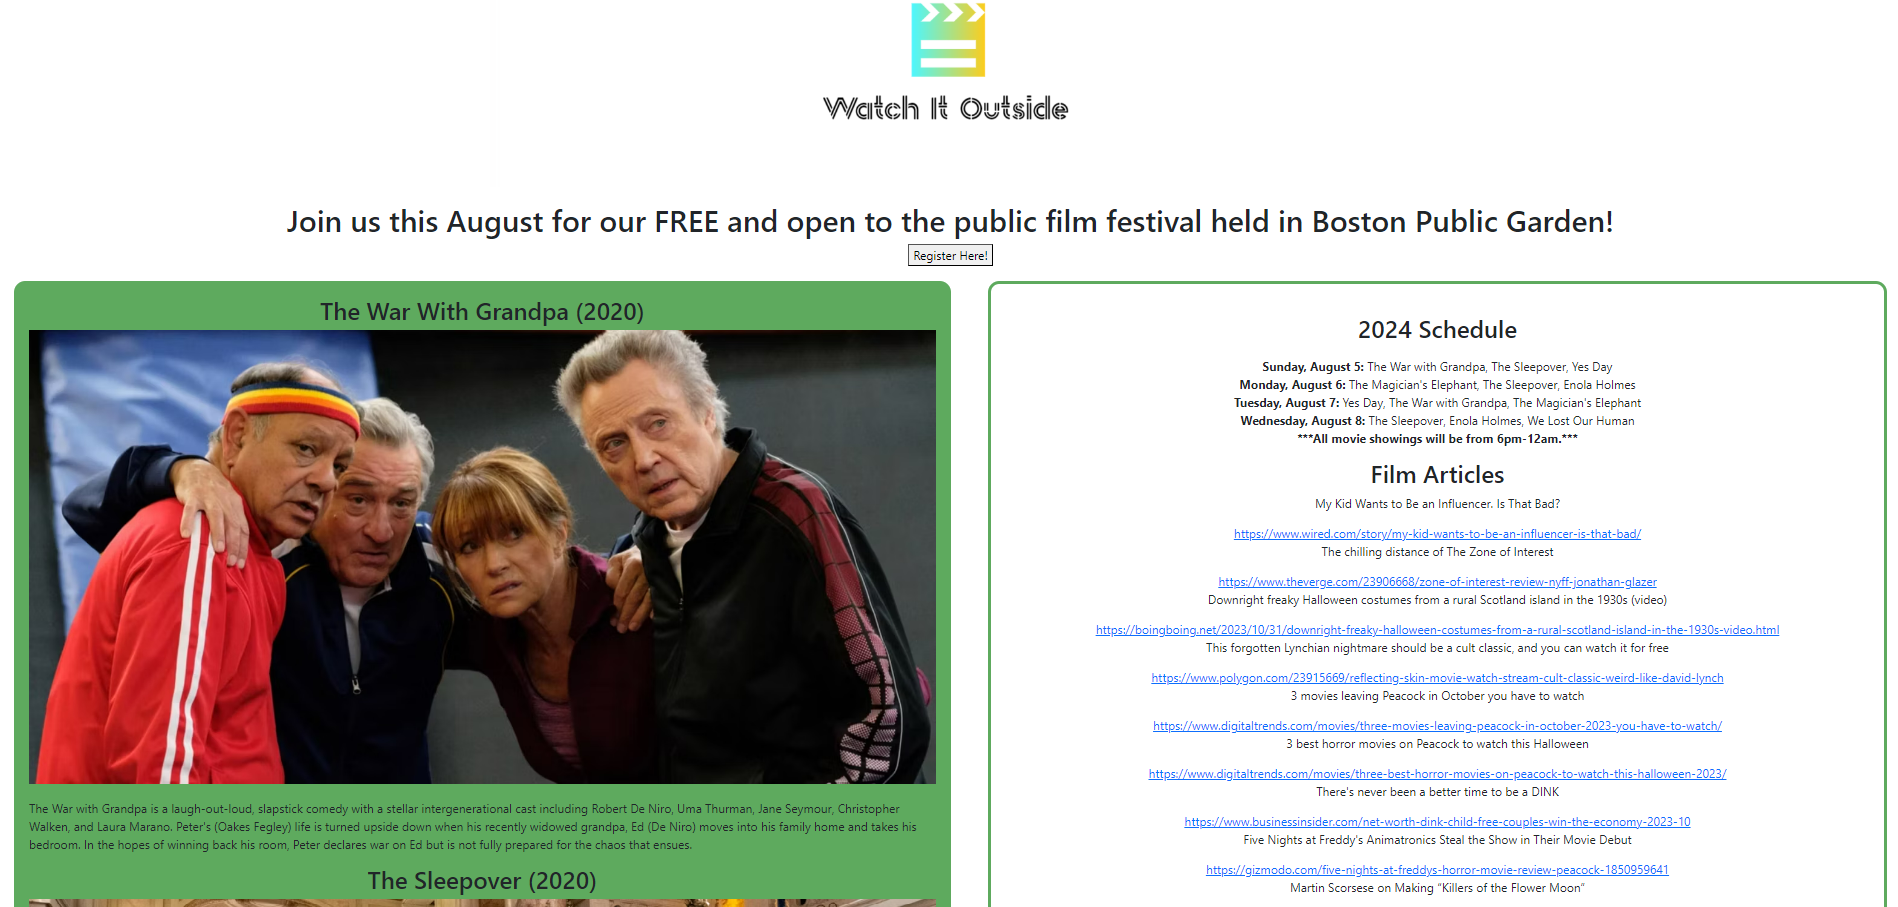 Watch It Outside
Join us this August for our FREE and open to the public film festival held in Boston Public Garden!
Register Here!
The War With Grandpa (2020)
The War with Grandpa is a laugh-out-loud, slapstick comedy with a stellar intergenerational cast including Robert De Niro, Uma Thurman, Jane Seymour, Christopher
Walken, and Laura Marano. Peter's (Oakes Fegley) life is turned upside down when his recently widowed grandpa, Ed (De Niro) moves into his family home and takes his
bedroom. In the hopes of winning back his room, Peter declares war on Ed but is not fully prepared for the chaos that ensues.
The Sleepover (2020)
2024 Schedule
Sunday, August 5: The War with Grandpa, The Sleepover, Yes Day
Monday, August 6: The Magician's Elephant, The Sleepover, Enola Holmes
Tuesday, August 7: Yes Day, The War with Grandpa, The Magician's Elephant
Wednesday, August 8: The Sleepover, Enola Holmes, We Lost Our Human
***All movie showings will be from 6pm-12am.***
Film Articles
My Kid Wants to Be an Influencer. Is That Bad?
https://www.wired.com/story/my-kid-wants-to-be-an-influencer-is-that-bad/
The chilling distance of The Zone of Interest
https://www.theverge.com/23906668/zone-of-interest-review-nyff-jonathan-glazer
Downright freaky Halloween costumes from a rural Scotland island in the 1930s (video)
https://boingboing.net/2023/10/31/downright-freaky-halloween-costumes-from-a-rural-scotland-island-in-the-1930s-video.html
This forgotten Lynchian nightmare should be a cult classic, and you can watch it for free
https://www.polygon.com/23915669/reflecting-skin-movie-watch-stream-cult-classic-weird-like-david-lynch
3 movies leaving Peacock in October you have to watch
https://www.digitaltrends.com/movies/three-movies-leaving-peacock-in-october-2023-you-have-to-watch/
3 best horror movies on Peacock to watch this Halloween
https://www.digitaltrends.com/movies/three-best-horror-movies-on-peacock-to-watch-this-halloween-2023/
There's never been a better time to be a DINK
https://www.businessinsider.com/net-worth-dink-child-free-couples-win-the-economy-2023-10
Five Nights at Freddy's Animatronics Steal the Show in Their Movie Debut
https://gizmodo.com/five-nights-at-freddys-horror-movie-review-peacock-1850959641
Martin Scorsese on Making “Killers of the Flower Moon”